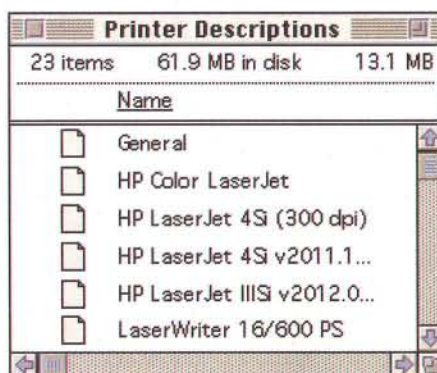 Printer Descriptions
23 items 61.9 MB in disk 13.1 MB
Name
General
HP Color LaserJet
HP LaserJet 4Si (300 dpi)
HP LaserJet 4Si v2011.1...
HP LaserJet IIISi v2012.0...
LaserWriter 16/600 PS